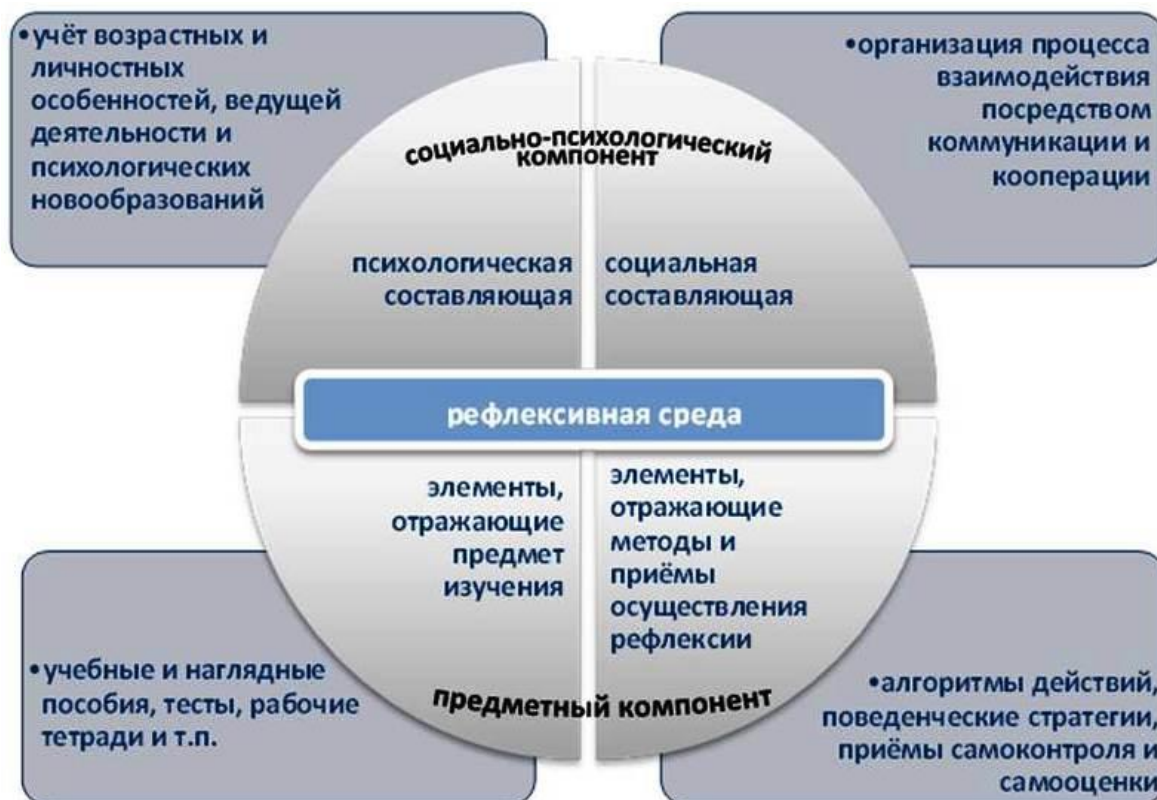 •учёт возрастных и
личностных
особенностей, ведущей
деятельности и
психологических
новообразований
•организация процесса
взаимодействия
посредством
коммуникации и
кооперации
социально-психологический
компонент
психологическая
составляющая
социальная
составляющая
рефлексивная среда
элементы,
отражающие
предмет
изучения
элементы,
отражающие
методы и
приёмы
осуществления
рефлексии
предметный компонент
•учебные и наглядные
пособия, тесты, рабочие
тетради и т.п.
•алгоритмы действий,
поведенческие стратегии,
приёмы самоконтроля и
самооценки